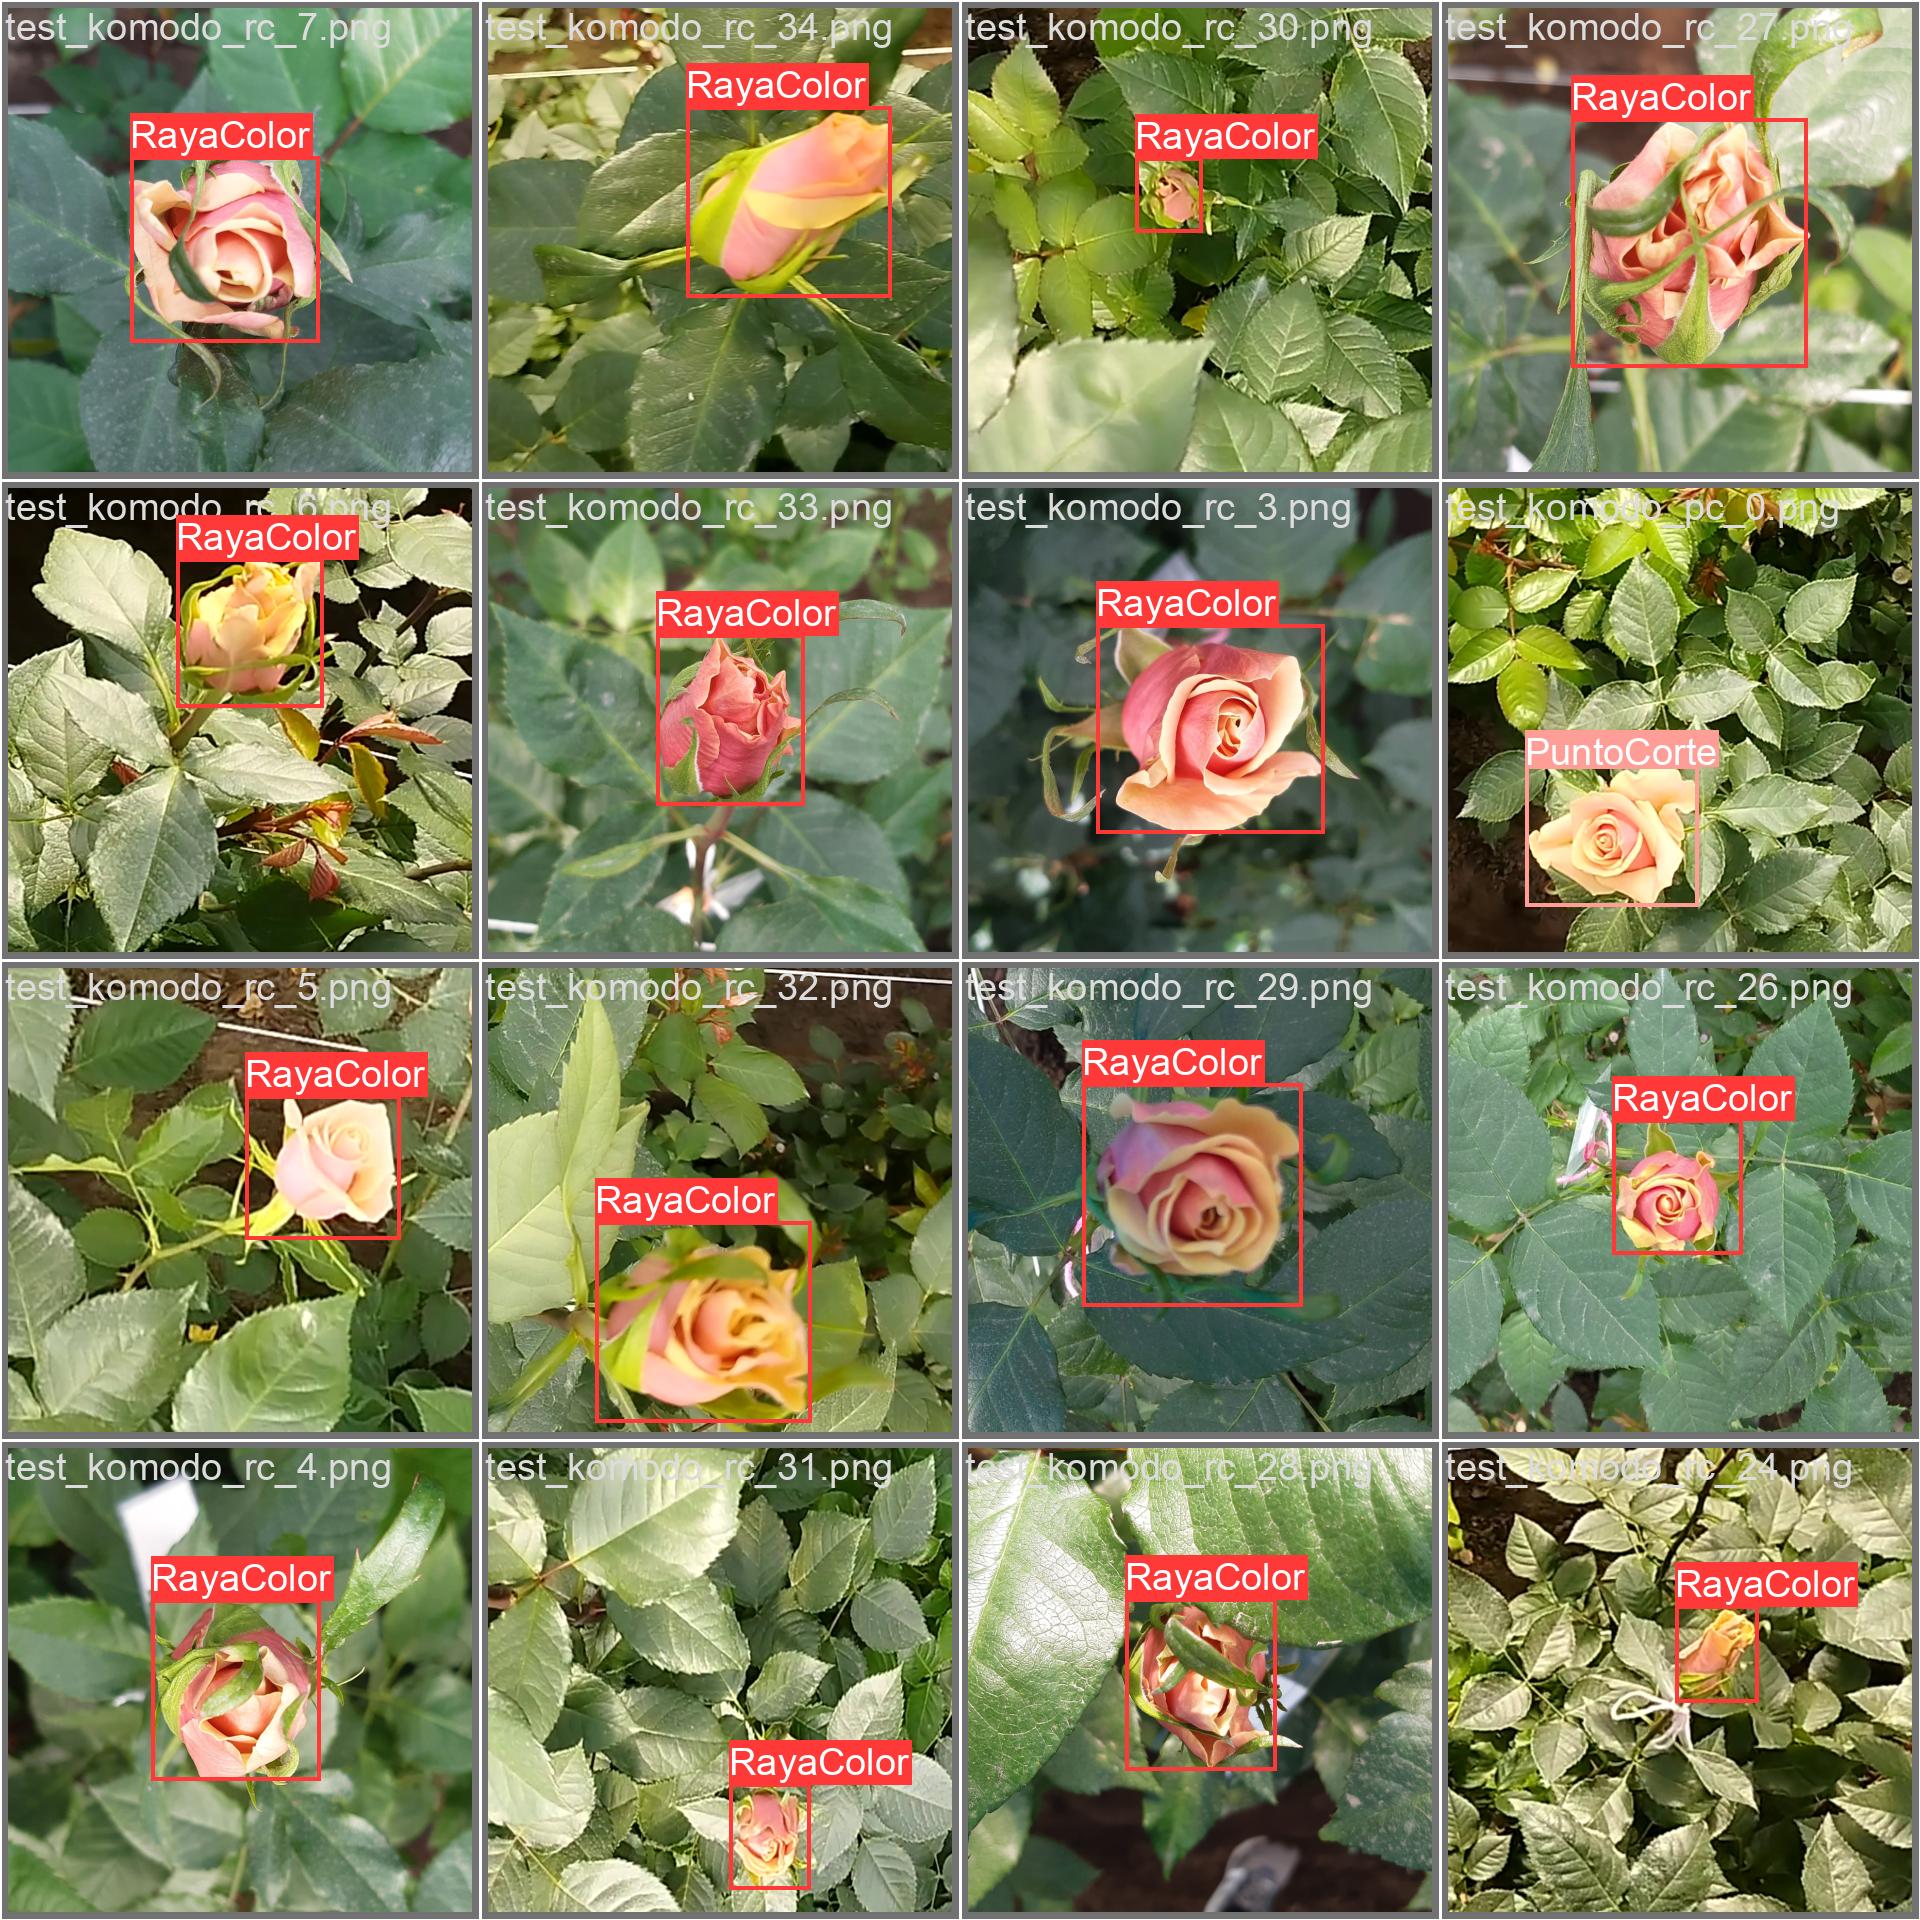 test_komodo_rc_7.png
RayaColor
test_komodo_rc_34.png
RayaColor
test_komodo_rc_30.png
RayaColor
test_komodo_rc_27.png
RayaColor
test_komodo_rc_6.png
RayaColor
test_komodo_rc_33.png
RayaColor
test_komodo_rc_3.png
RayaColor
test_komodo_pc_0.png
PuntoCorte
test_komodo_rc_5.png
RayaColor
test_komodo_rc_32.png
RayaColor
test_komodo_rc_29.png
RayaColor
test_komodo_rc_26.png
RayaColor
test_komodo_rc_4.png
RayaColor
test_komodo_rc_31.png
RayaColor
test_komodo_rc_28.png
RayaColor
test_komodo_rc_24.png
RayaColor